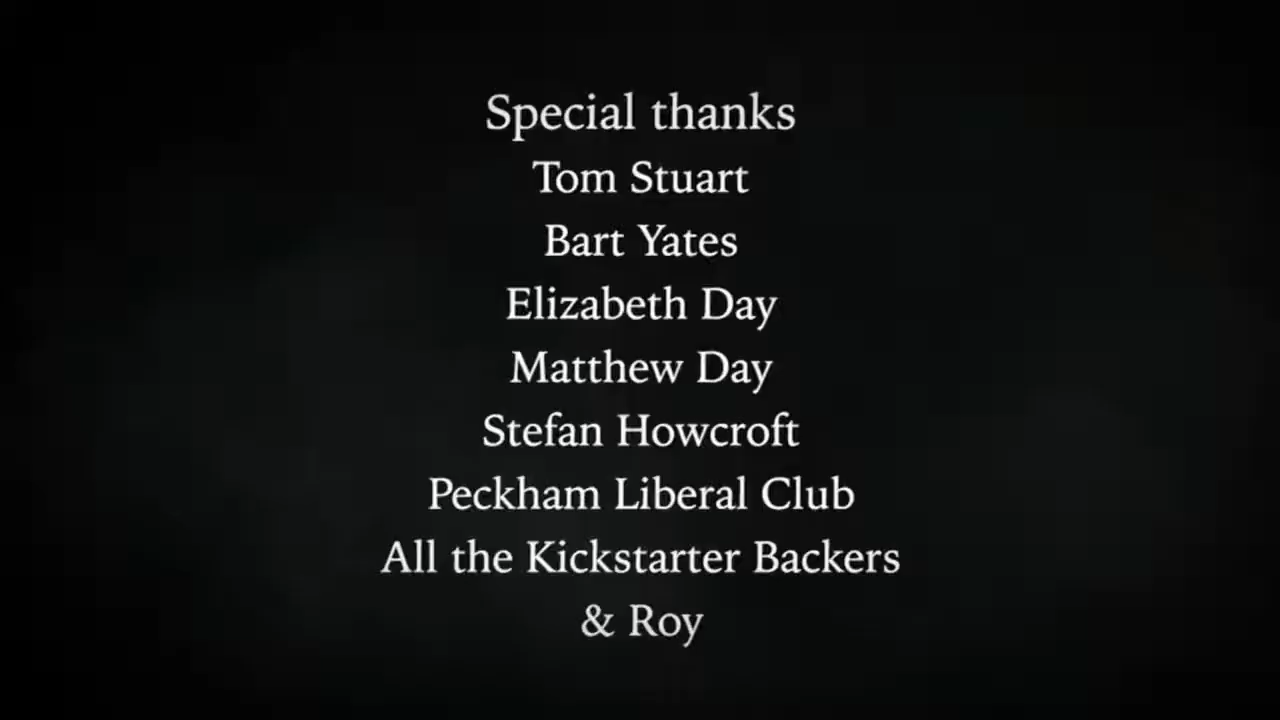 Special thanks
Tom Stuart
Bart Yates
Elizabeth Day
Matthew Day
Stefan Howcroft
Peckham Liberal Club
All the Kickstarter Backers
& Roy